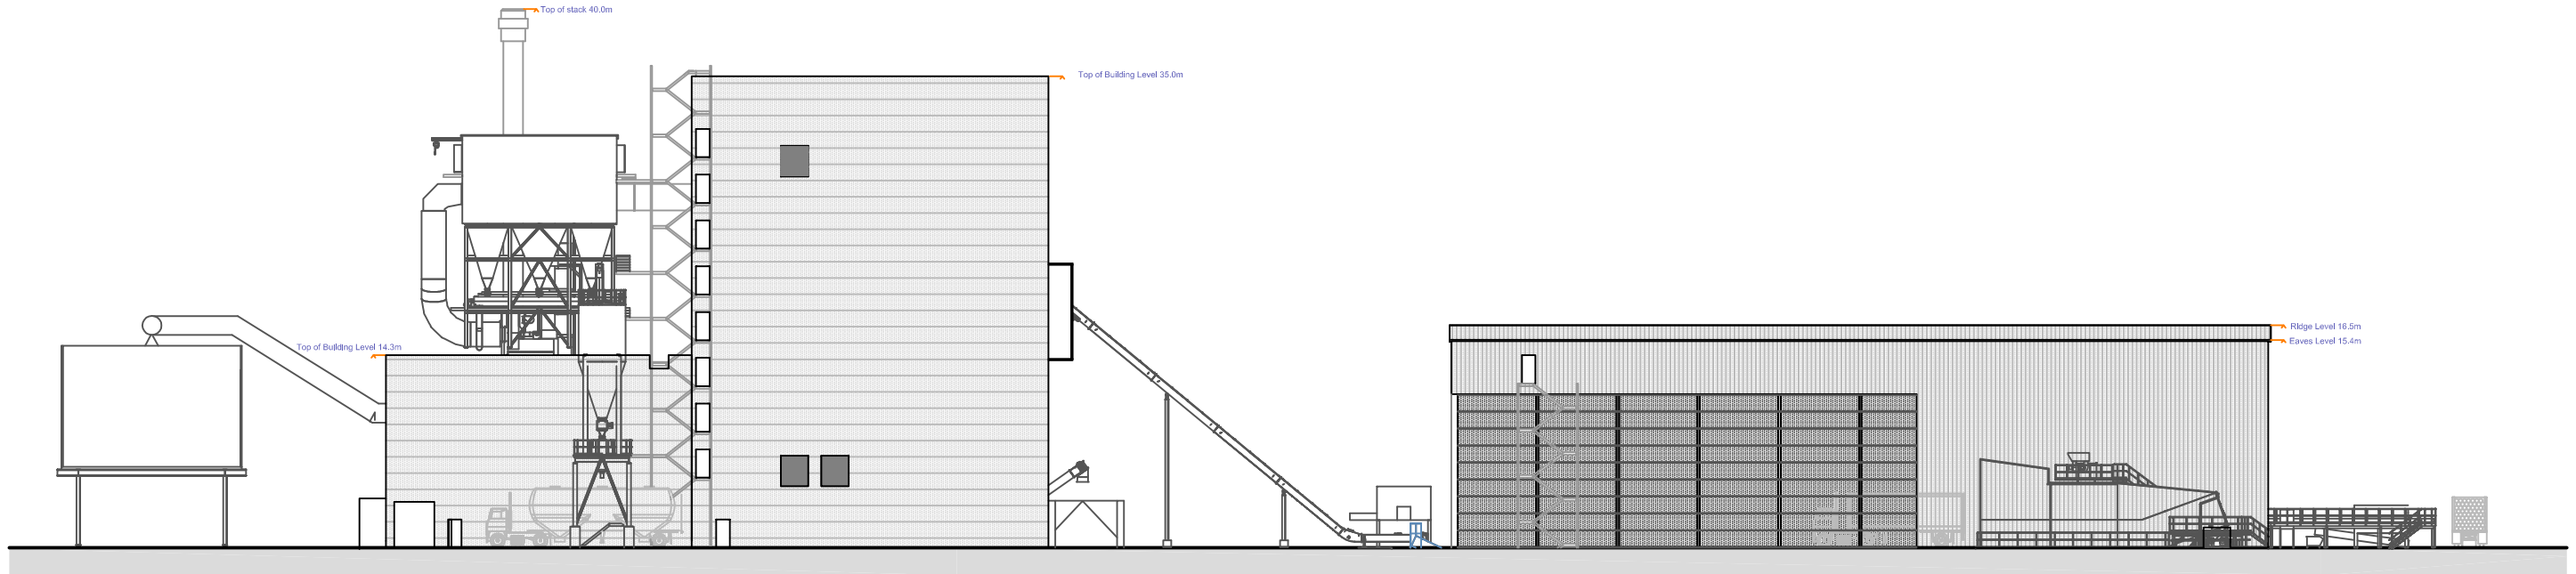 Top of stack 40.0m
Top of Building Level 35.0m
Ridge Level 16.5m
Eaves Level 15.4m
Top of Building Level 14.3m